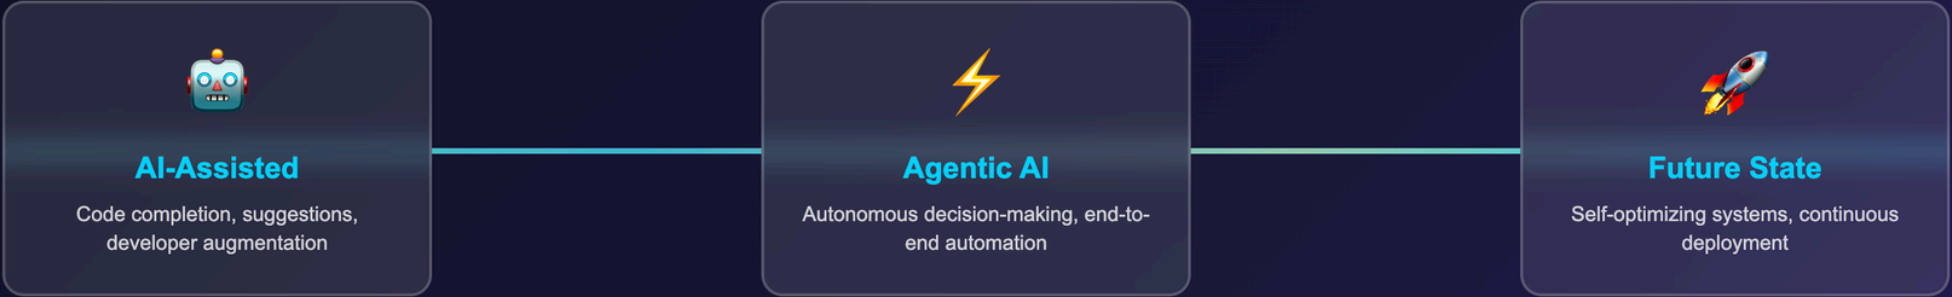 AI-Assisted
Code completion, suggestions,
developer augmentation
Agentic AI
Autonomous decision-making, end-to-
end automation
Future State
Self-optimizing systems, continuous
deployment